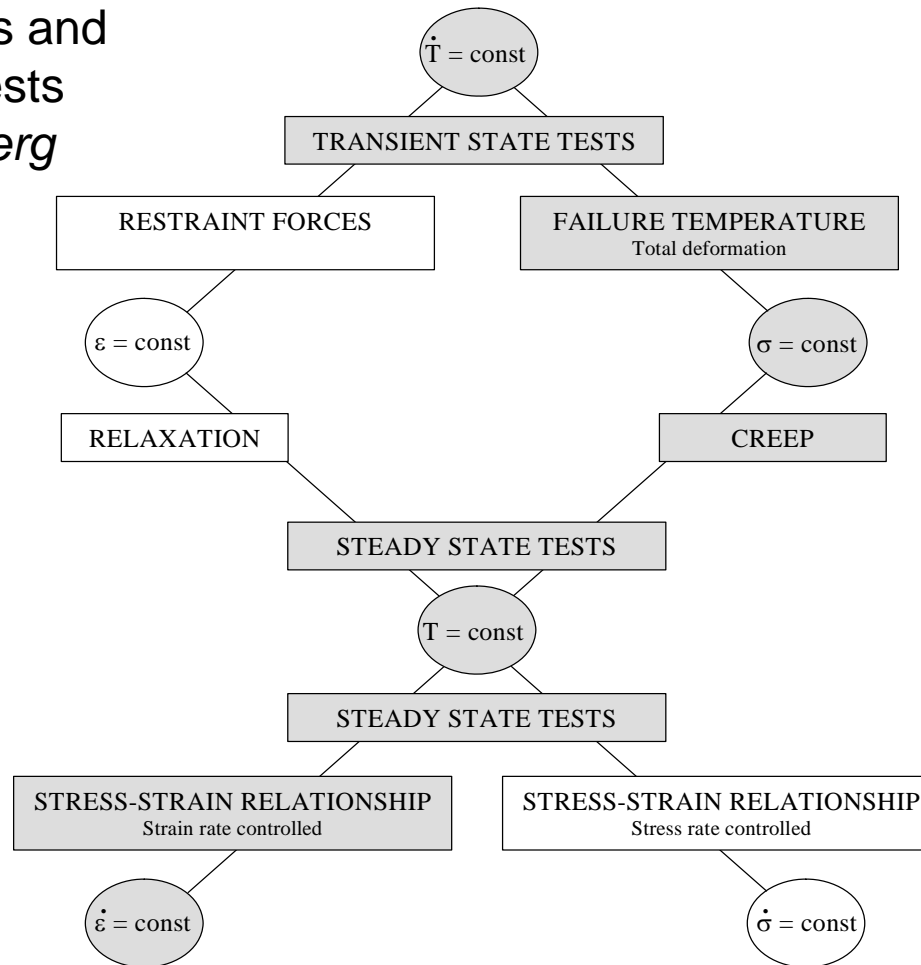 s and
ests
erg
Ṫ = const
TRANSIENT STATE TESTS
RESTRAINT FORCES
FAILURE TEMPERATURE
Total deformation
ε = const
σ = const
RELAXATION
CREEP
STEADY STATE TESTS
T = const
STEADY STATE TESTS
STRESS-STRAIN RELATIONSHIP
Strain rate controlled
STRESS-STRAIN RELATIONSHIP
Stress rate controlled
ε̇ = const
σ̇ = const